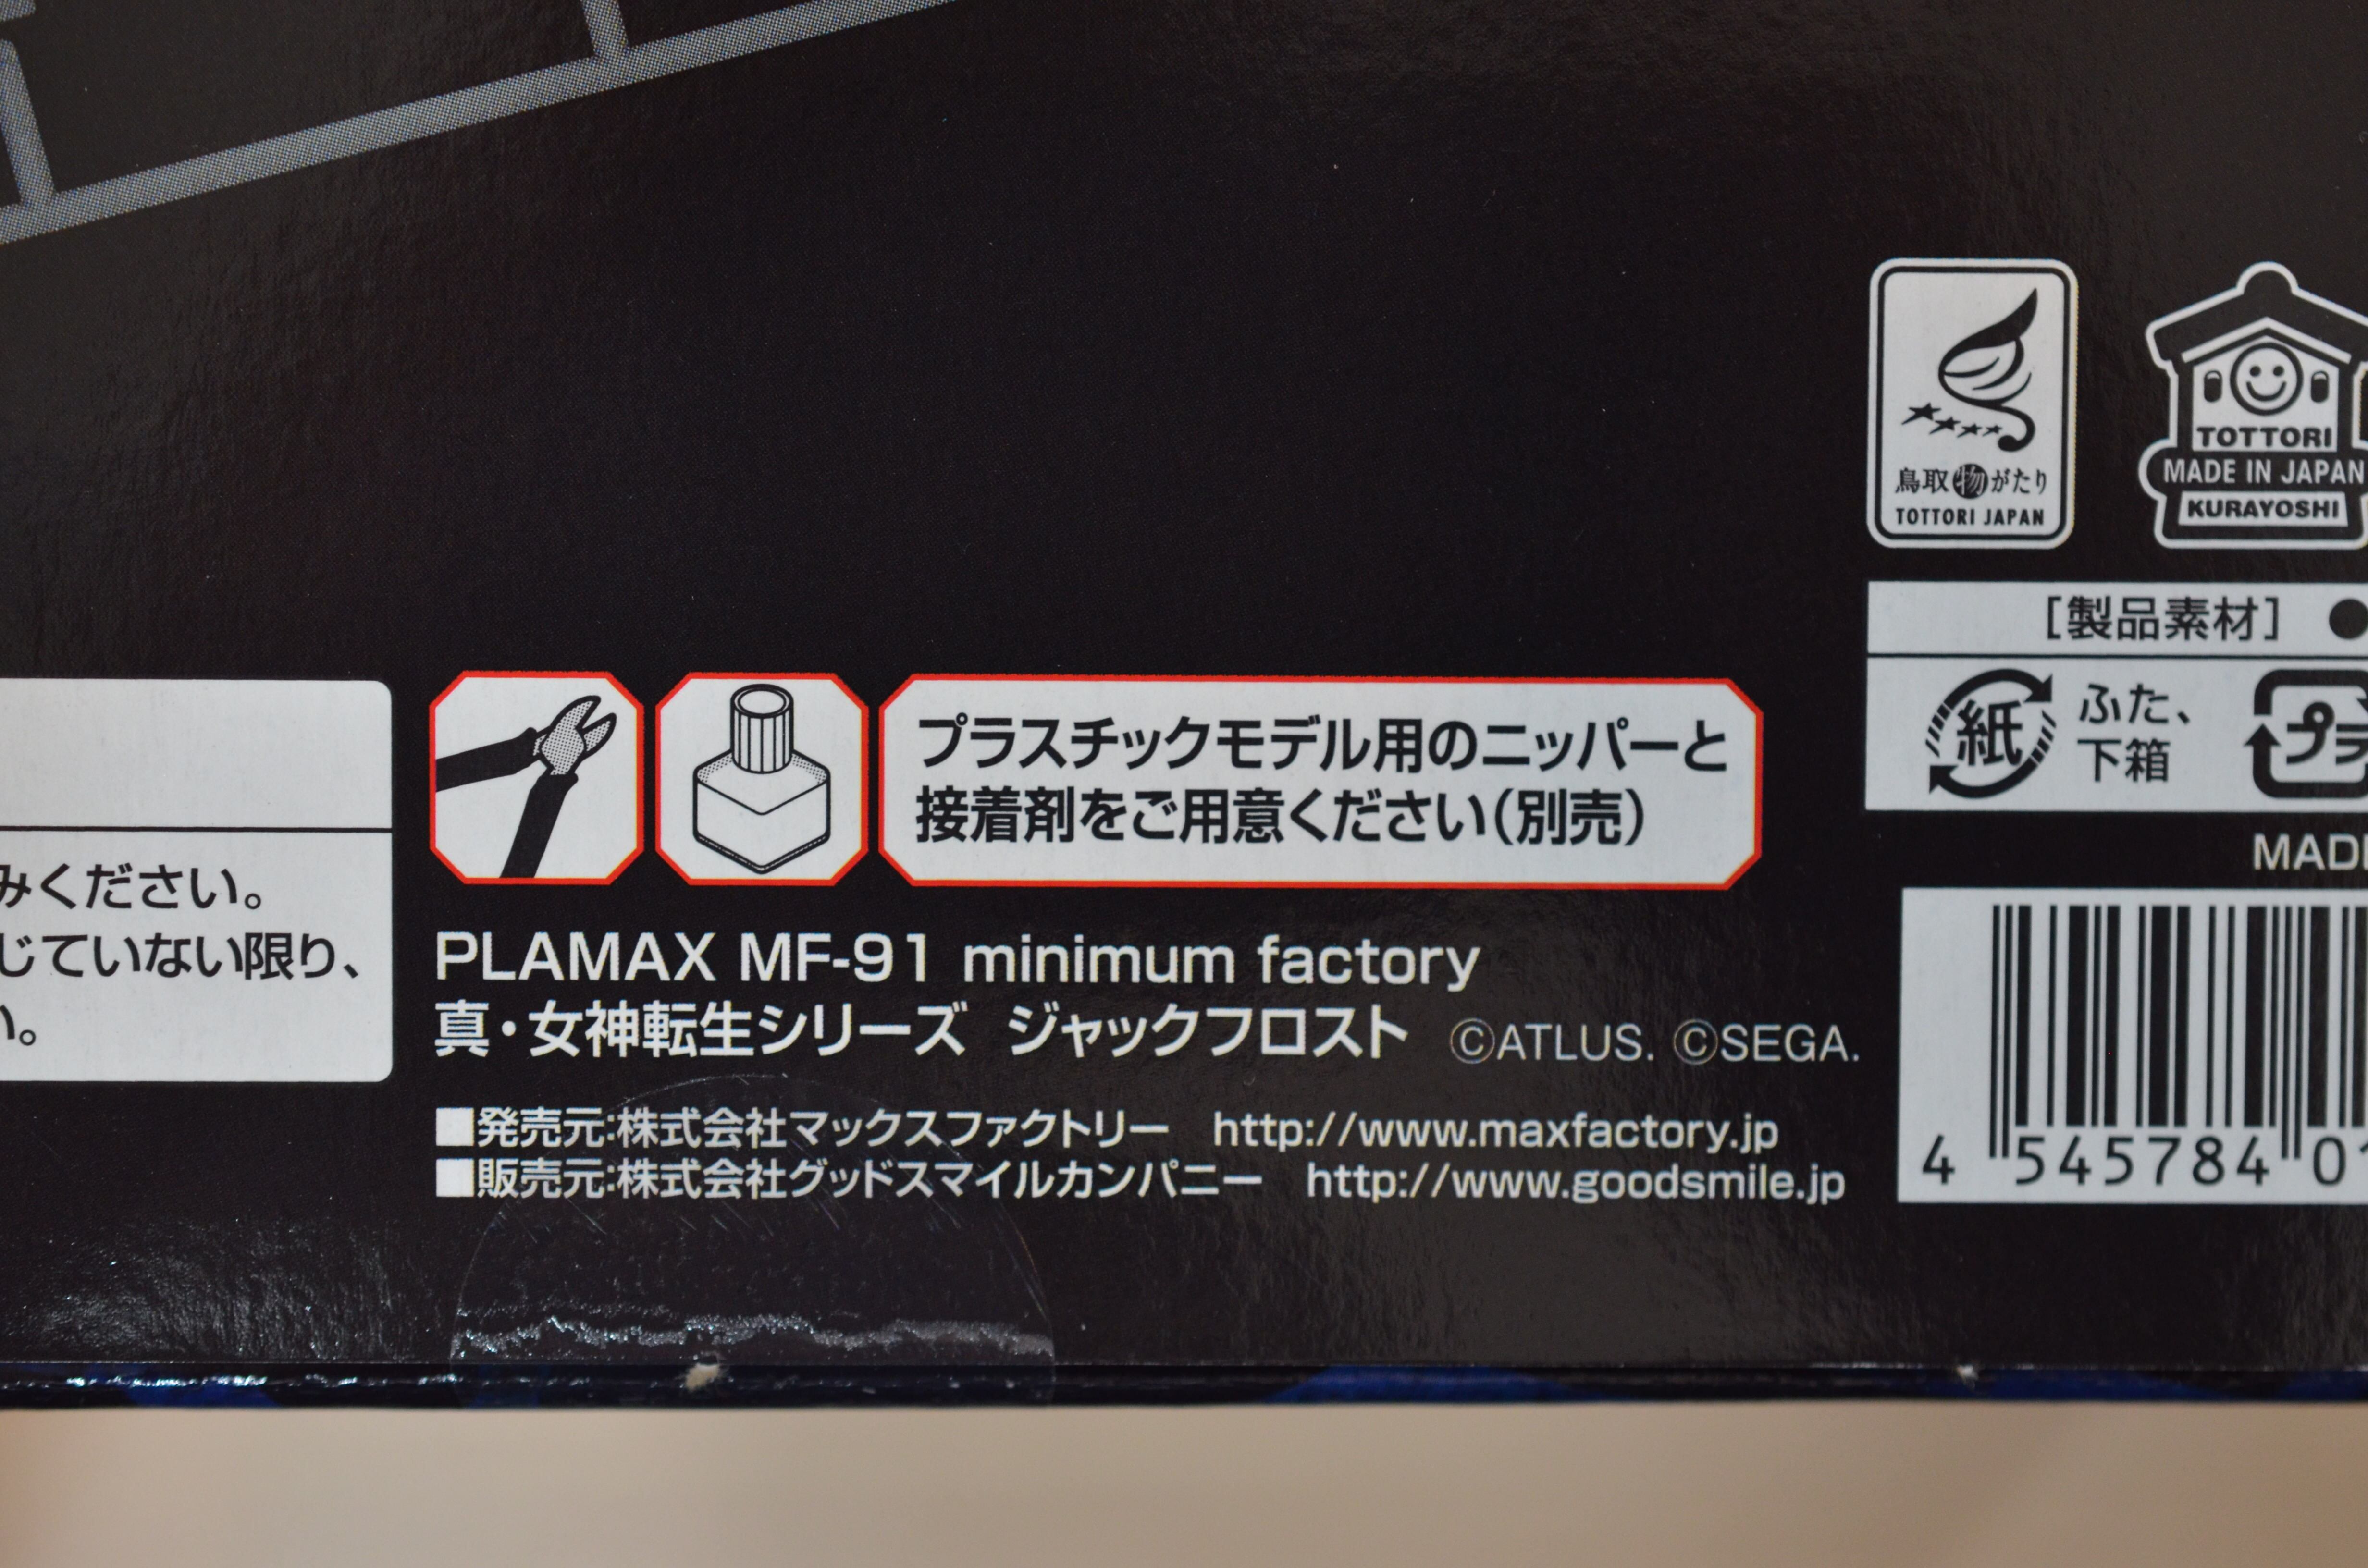 鳥取物がたり
TOTTORI JAPAN
TOTTORI
MADE IN JAPAN
KURAYOSHI
[製品素材] ●
紙 ふた、
下箱
プラ
プラスチックモデル用のニッパーと
接着剤をご用意ください(別売)
みください。
じていない限り、
い。
PLAMAX MF-91 minimum factory
真・女神転生シリーズ ジャックフロスト ©ATLUS. ©SEGA.
■発売元:株式会社マックスファクトリー http://www.maxfactory.jp
■販売元:株式会社グッドスマイルカンパニー http://www.goodsmile.jp
4 545784 0